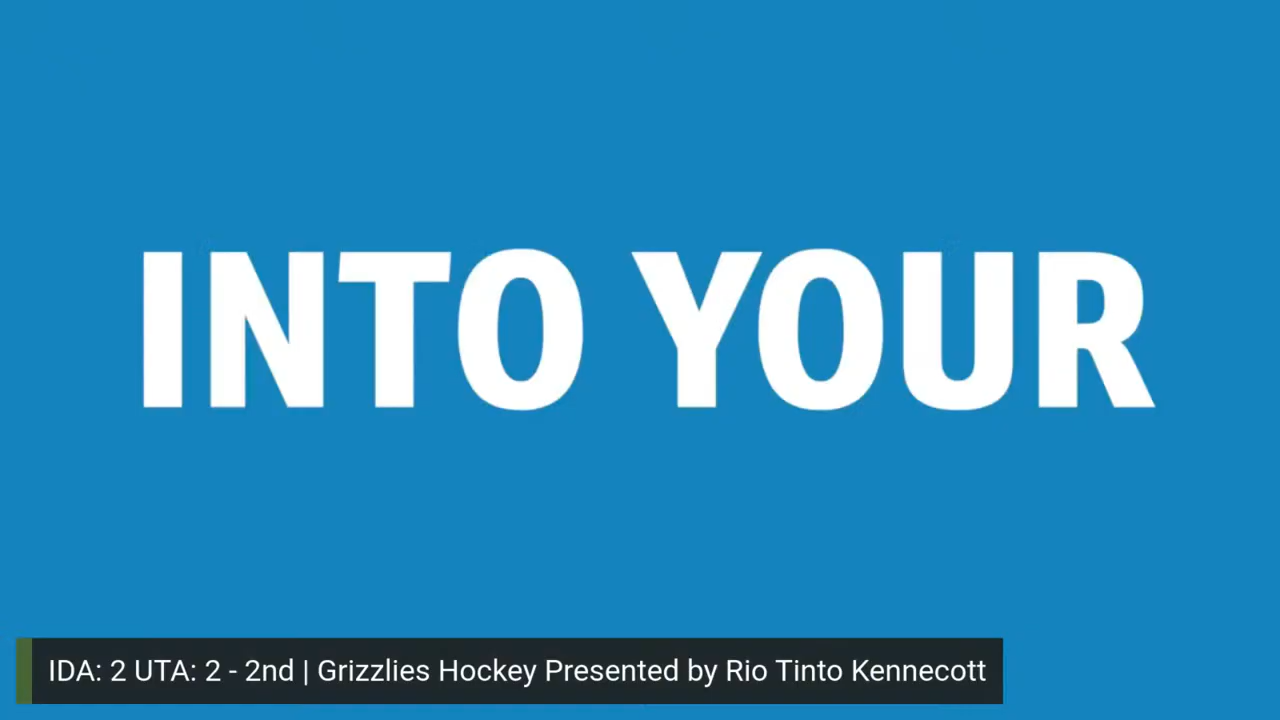 INTO YOUR
IDA: 2 UTA: 2 - 2nd | Grizzlies Hockey Presented by Rio Tinto Kennecott